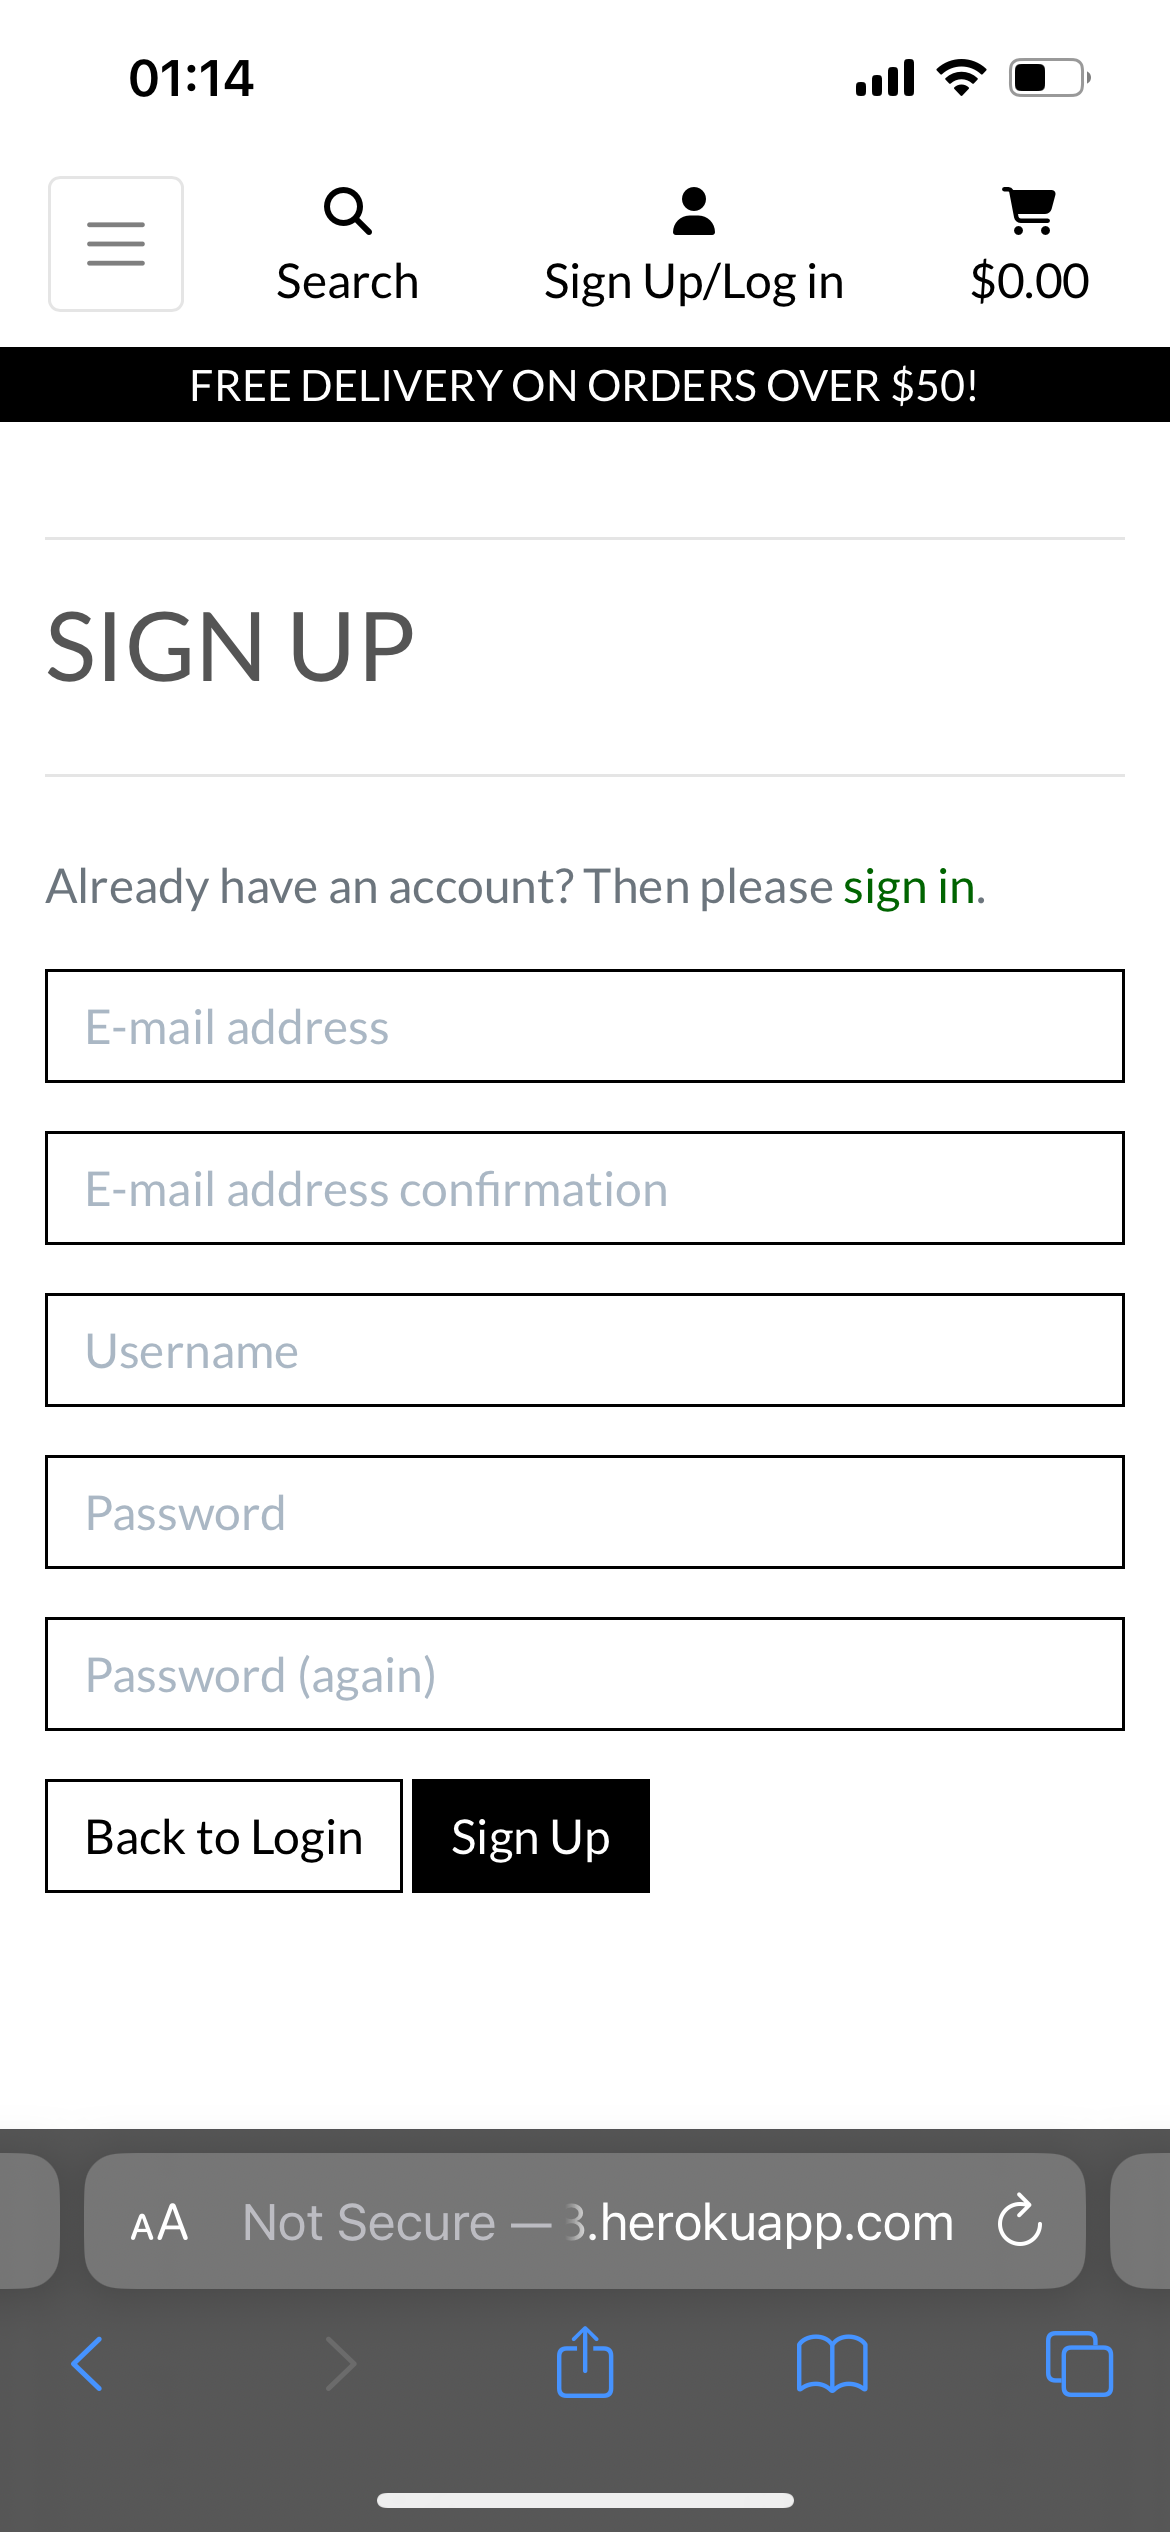 01:14
Search
Sign Up/Log in
$0.00
FREE DELIVERY ON ORDERS OVER $50!
SIGN UP
Already have an account? Then please sign in.
E-mail address
E-mail address confirmation
Username
Password
Password (again)
Back to Login
Sign Up
AA
Not Secure — 3.herokuapp.com